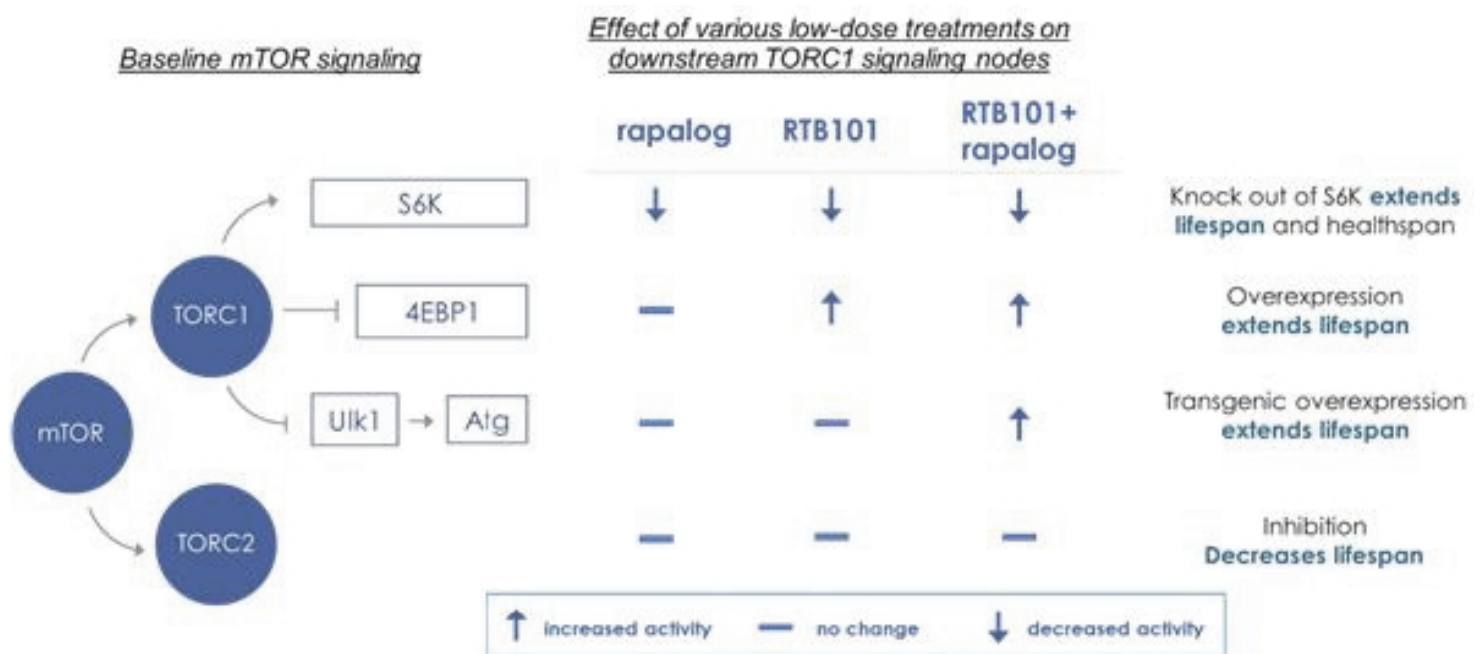 Baseline mTOR signaling
Effect of various low-dose treatments on
downstream TORC1 signaling nodes
rapalog
RTB101
RTB101+
rapalog
S6K
Knock out of S6K extends
lifespan and healthspan
TORC1
4EBP1
Overexpression
extends lifespan
mTOR
Ulk1
Atg
Transgenic overexpression
extends lifespan
TORC2
Inhibition
Decreases lifespan
increased activity
no change
decreased activity